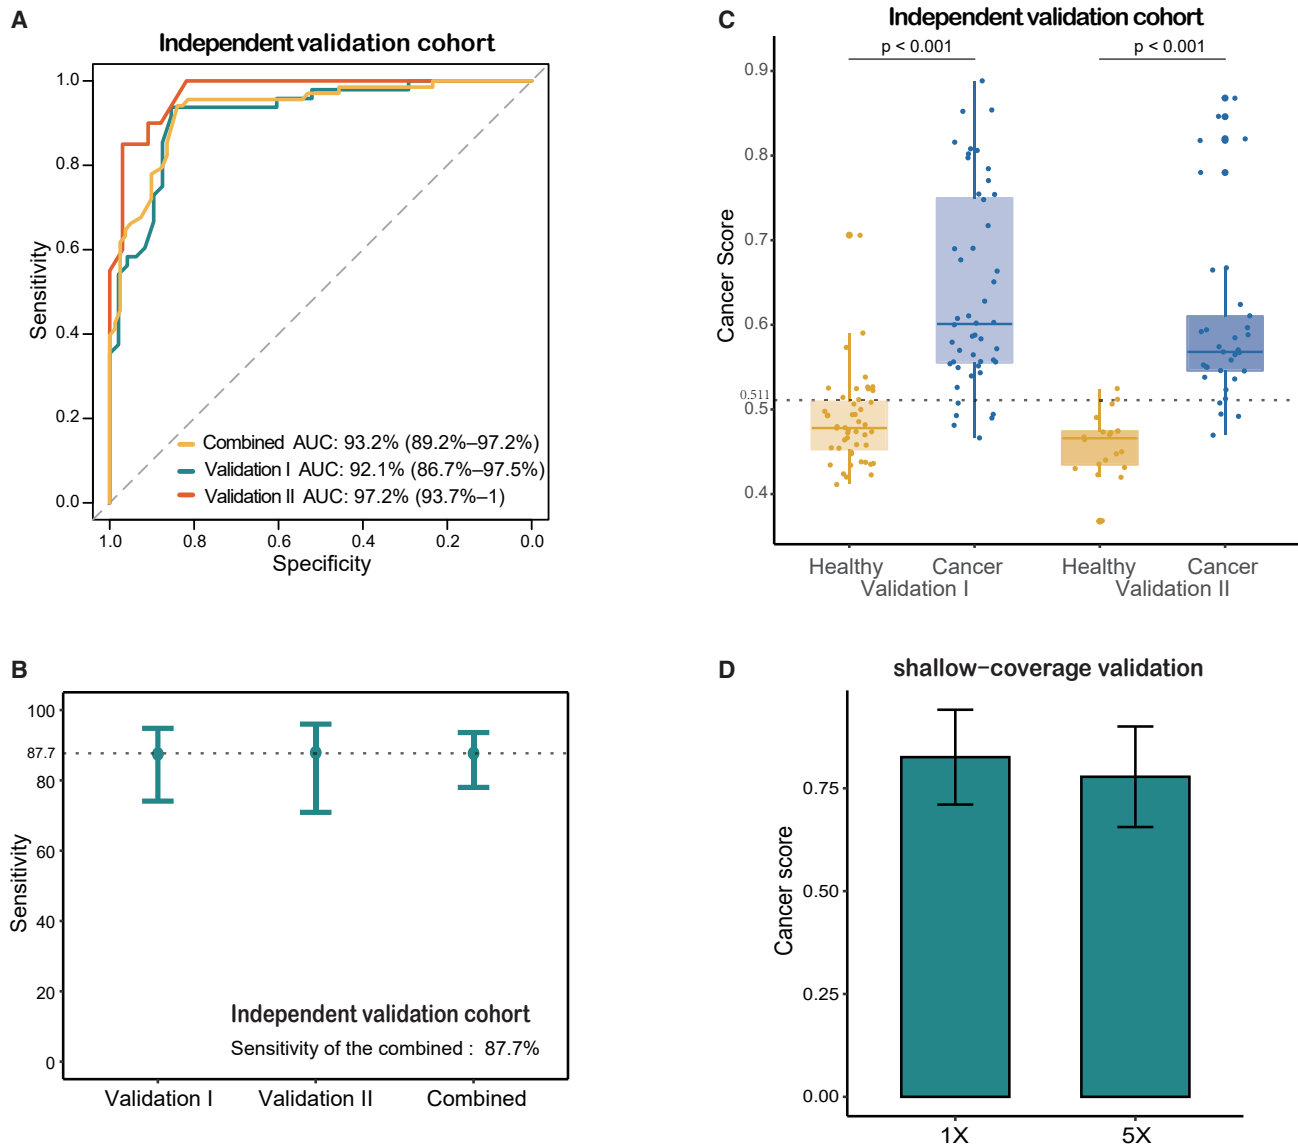 A
Independent validation cohort
Sensitivity
1.0
0.8
0.6
0.4
0.2
0.0
Combined AUC: 93.2% (89.2%–97.2%)
Validation I AUC: 92.1% (86.7%–97.5%)
Validation II AUC: 97.2% (93.7%–1)
1.0 0.8 0.6 0.4 0.2 0.0
Specificity
C
Independent validation cohort
p < 0.001 p < 0.001
Cancer Score
0.9
0.8
0.7
0.6
0.511
0.5
0.4
Healthy Cancer Healthy Cancer
Validation I Validation II
B
Sensitivity
100
87.7
80
60
40
20
0
Independent validation cohort
Sensitivity of the combined : 87.7%
Validation I Validation II Combined
D
shallow−coverage validation
Cancer score
0.75
0.50
0.25
0.00
1X 5X